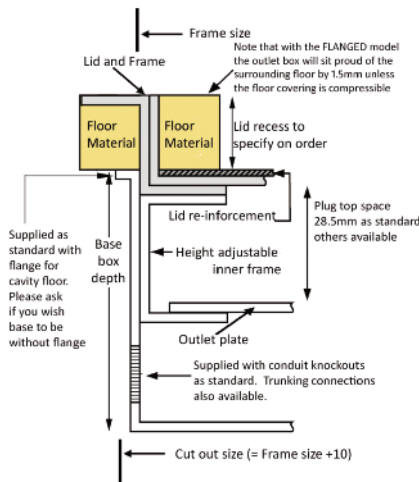 Frame size
Note that with the FLANGED model
the outlet box will sit proud of the
surrounding floor by 1.5mm unless
the floor covering is compressible
Lid and Frame
Floor
Material
Floor
Material
Lid recess to
specify on order
Supplied as
standard with
flange for
cavity floor.
Please ask
if you wish
base to be
without flange
Base
box
depth
Lid re-inforcement
Plug top space
28.5mm as standard
others available
Height adjustable
inner frame
Outlet plate
Supplied with conduit knockouts
as standard. Trunking connections
also available.
Cut out size (= Frame size +10)